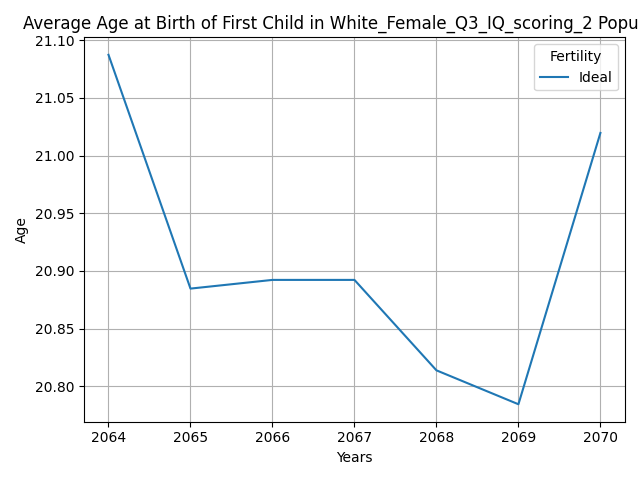 Average Age at Birth of First Child in White_Female_Q3_IQ_scoring_2 Popu
21.10
21.05
21.00
20.95
20.90
20.85
20.80
Age
Fertility
Ideal
2064 2065 2066 2067 2068 2069 2070
Years